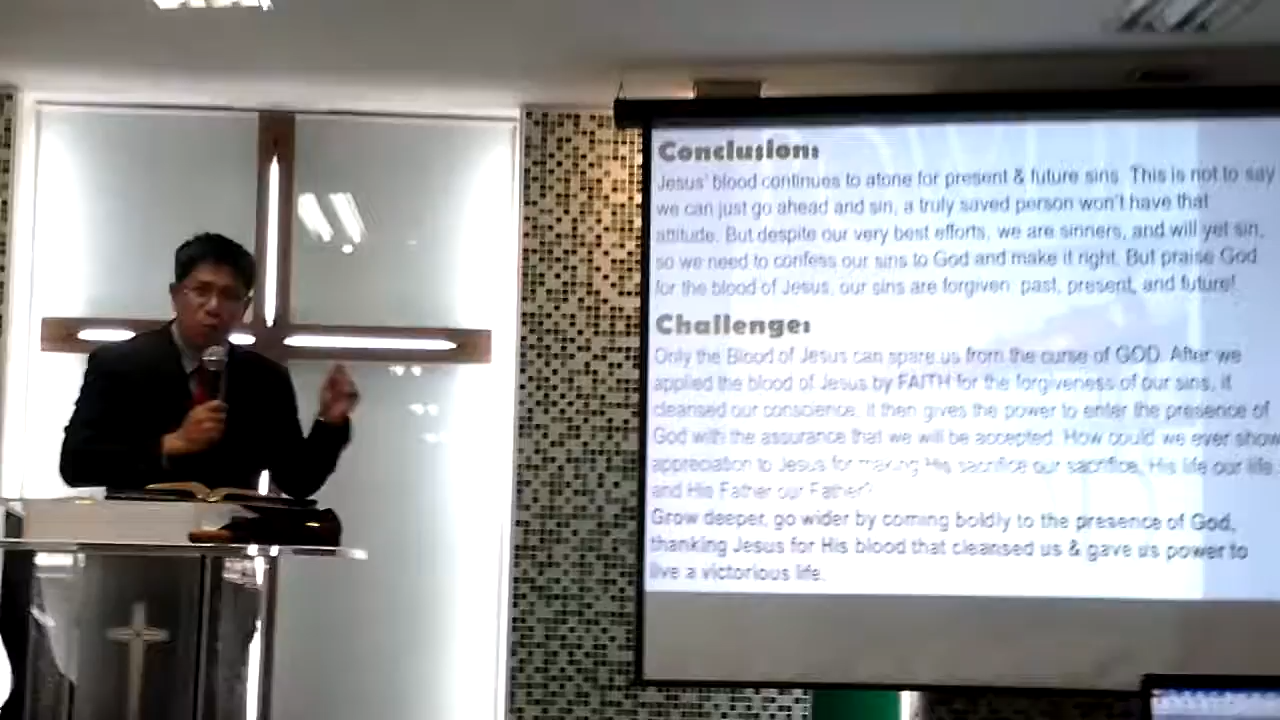 Conclusion:
Jesus' blood continues to atone for present & future sins. This is not to say
we can just go ahead and sin, a truly saved person won't have that
attitude. But despite our very best efforts, we are sinners, and will yet sin,
so we need to confess our sins to God and make it right. But praise God
for the blood of Jesus, our sins are forgiven past, present, and future!
Challenge:
Only the Blood of Jesus can spare us from the curse of GOD. After we
applied the blood of Jesus by FAITH for the forgiveness of our sins, it
cleansed our conscience. It then gives the power to enter the presence of
God with the assurance that we will be accepted. How could we ever show
appreciation to Jesus for making His sacrifice our sacrifice, His life our life,
and His Father our Father?
Grow deeper, go wider by coming boldly to the presence of God,
thanking Jesus for His blood that cleansed us & gave us power to
live a victorious life.